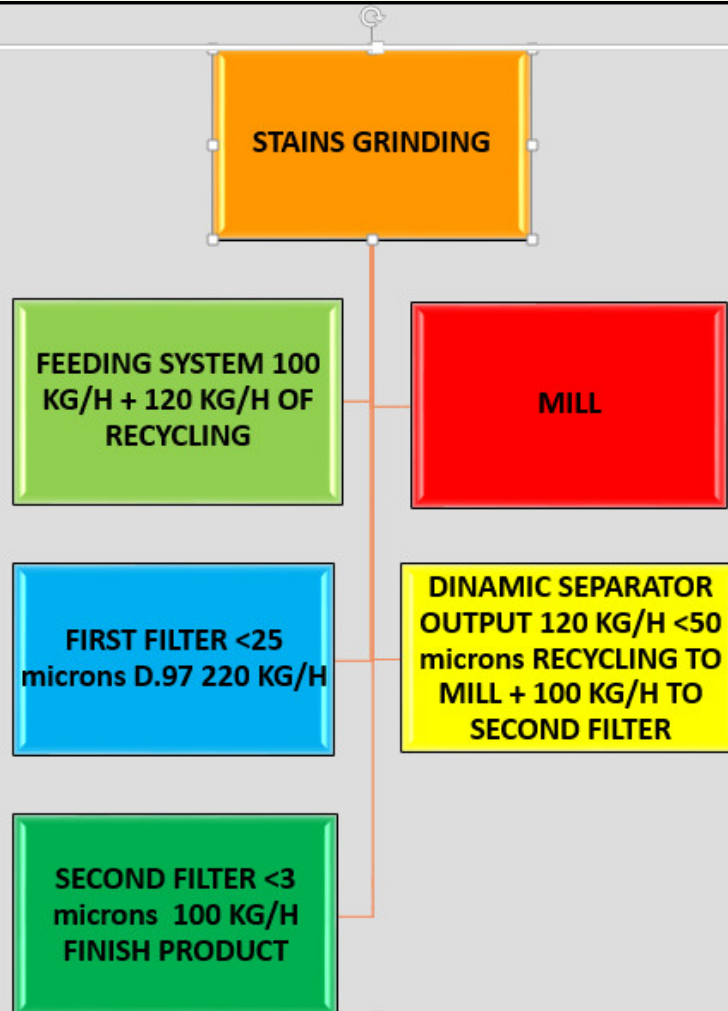 STAINS GRINDING
FEEDING SYSTEM 100
KG/H + 120 KG/H OF
RECYCLING
MILL
FIRST FILTER <25
microns D.97 220 KG/H
DINAMIC SEPARATOR
OUTPUT 120 KG/H <50
microns RECYCLING TO
MILL + 100 KG/H TO
SECOND FILTER
SECOND FILTER <3
microns 100 KG/H
FINISH PRODUCT